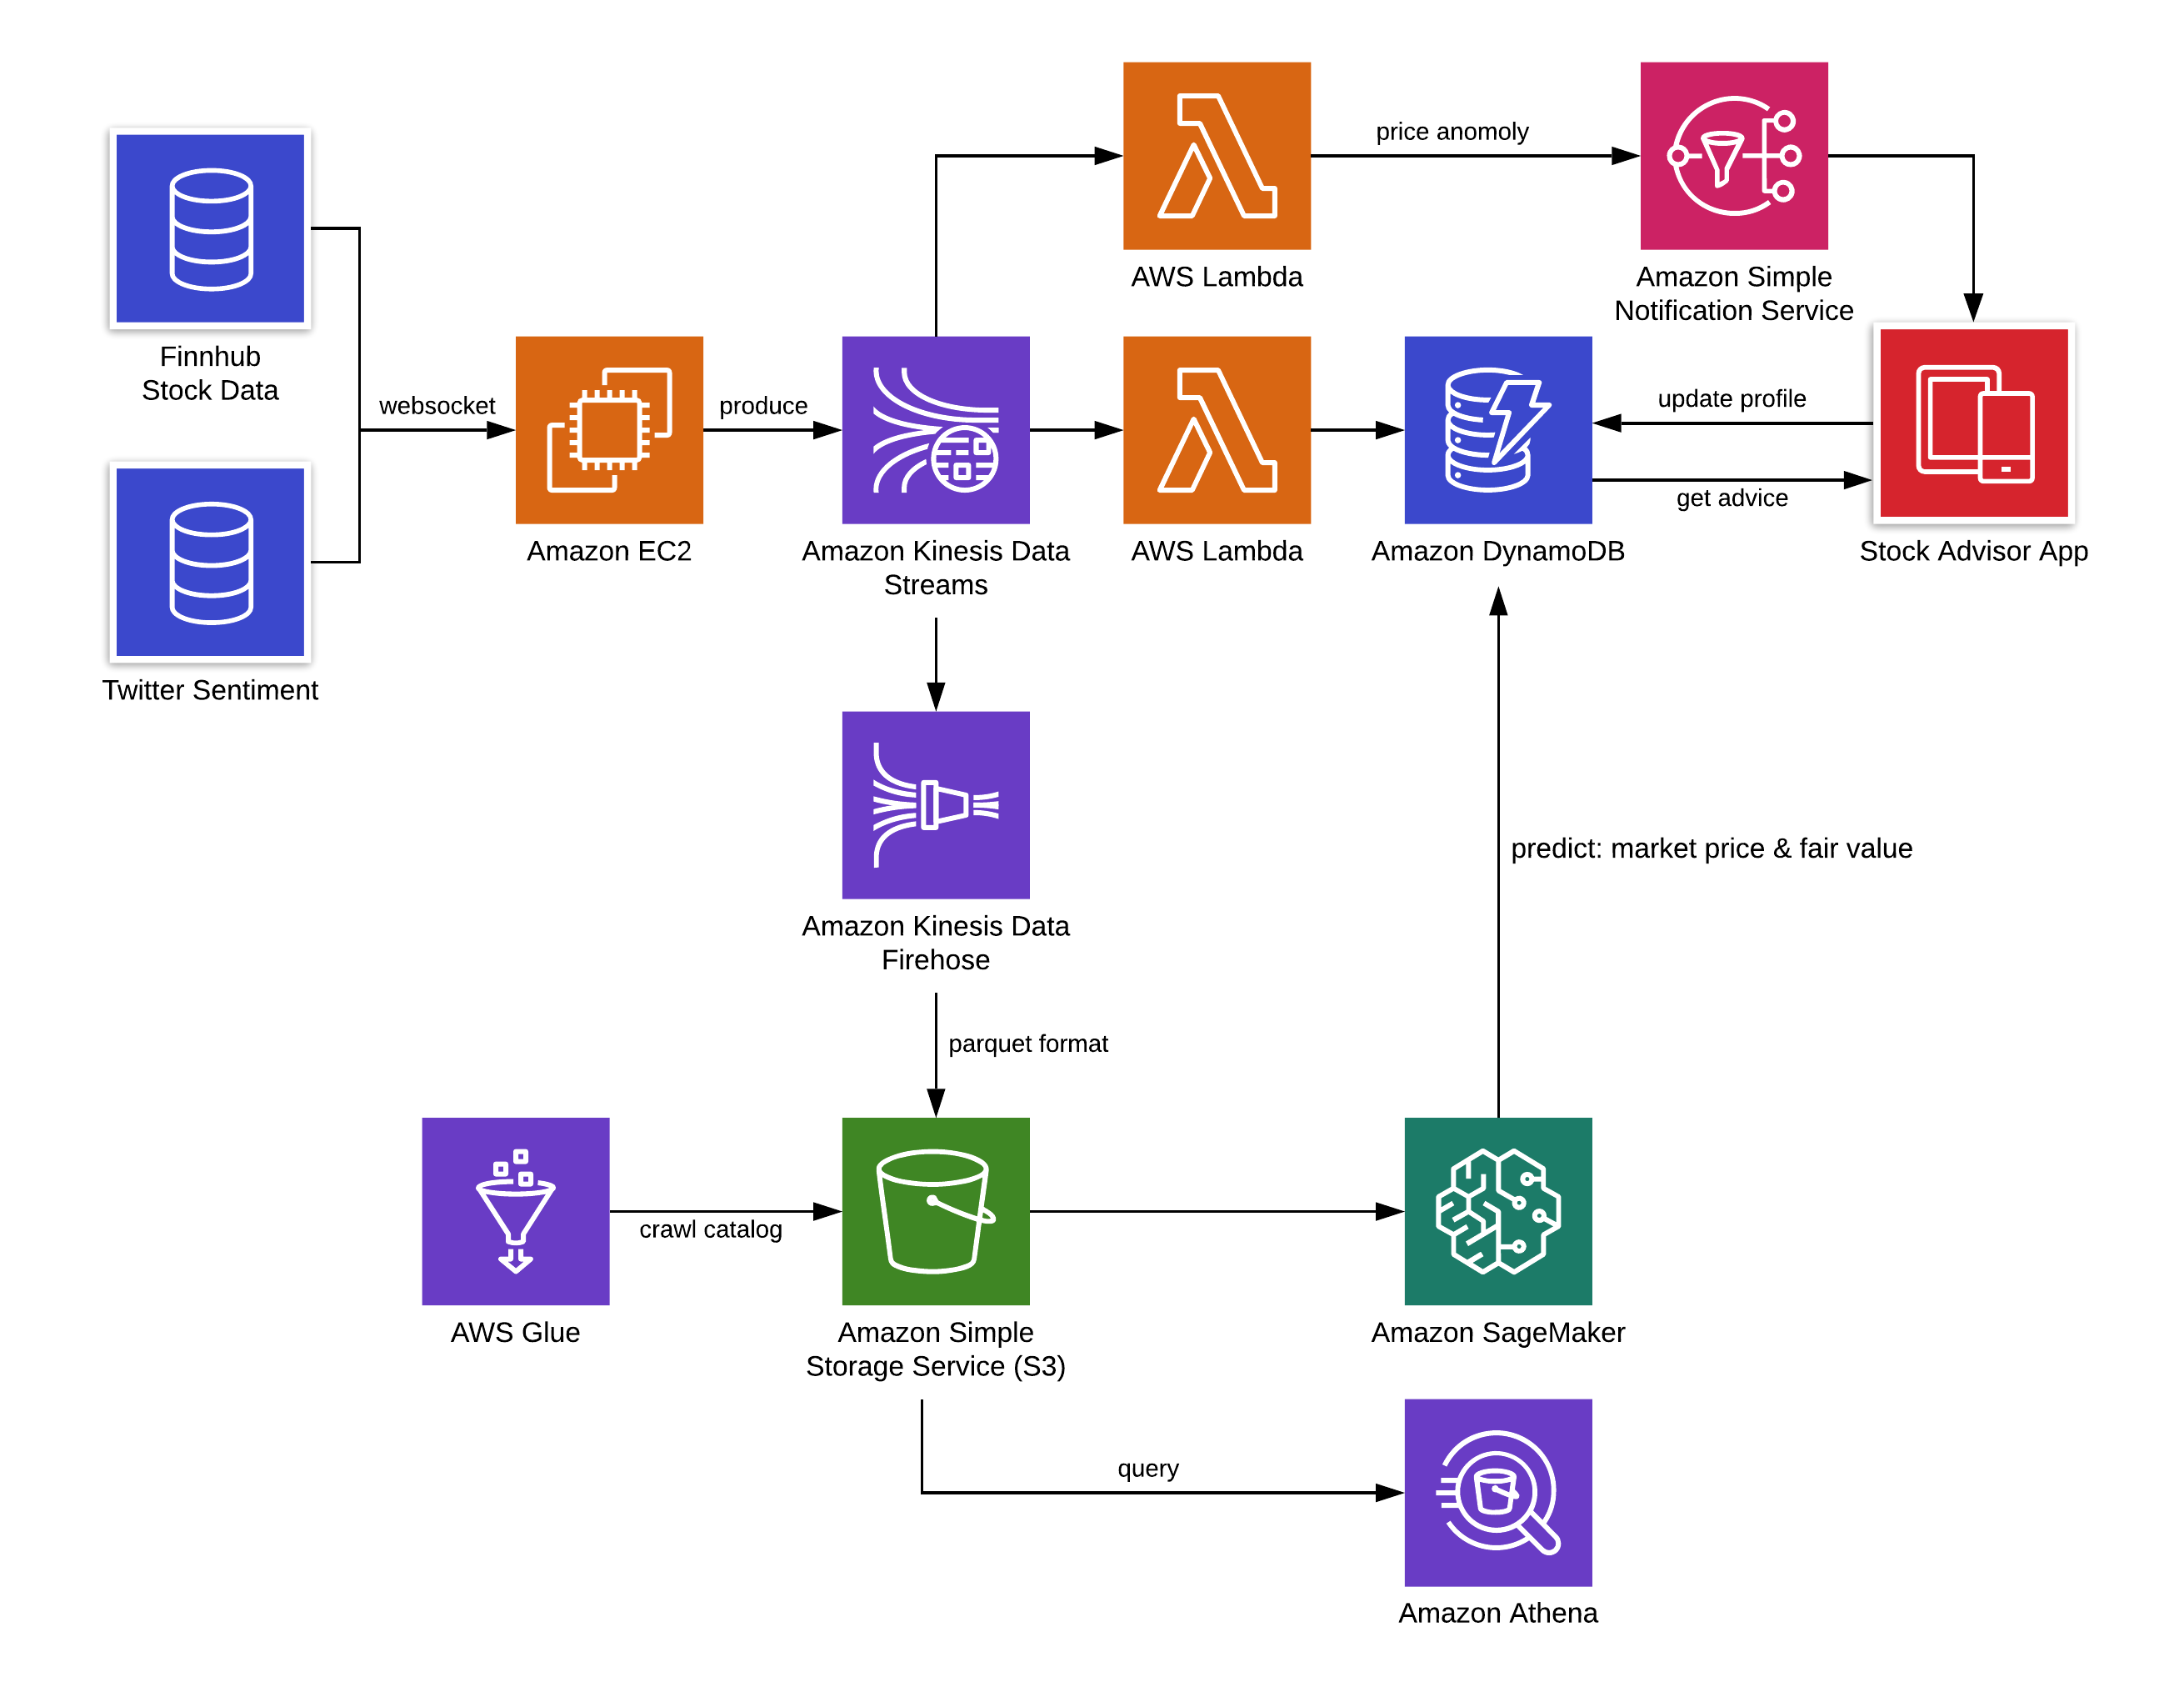 price anomoly
AWS Lambda
Amazon Simple
Notification Service
Finnhub
Stock Data
websocket
produce
update profile
get advice
Amazon EC2
Amazon Kinesis Data
Streams
AWS Lambda
Amazon DynamoDB
Stock Advisor App
Twitter Sentiment
predict: market price & fair value
Amazon Kinesis Data
Firehose
parquet format
crawl catalog
AWS Glue
Amazon Simple
Storage Service (S3)
Amazon SageMaker
query
Amazon Athena